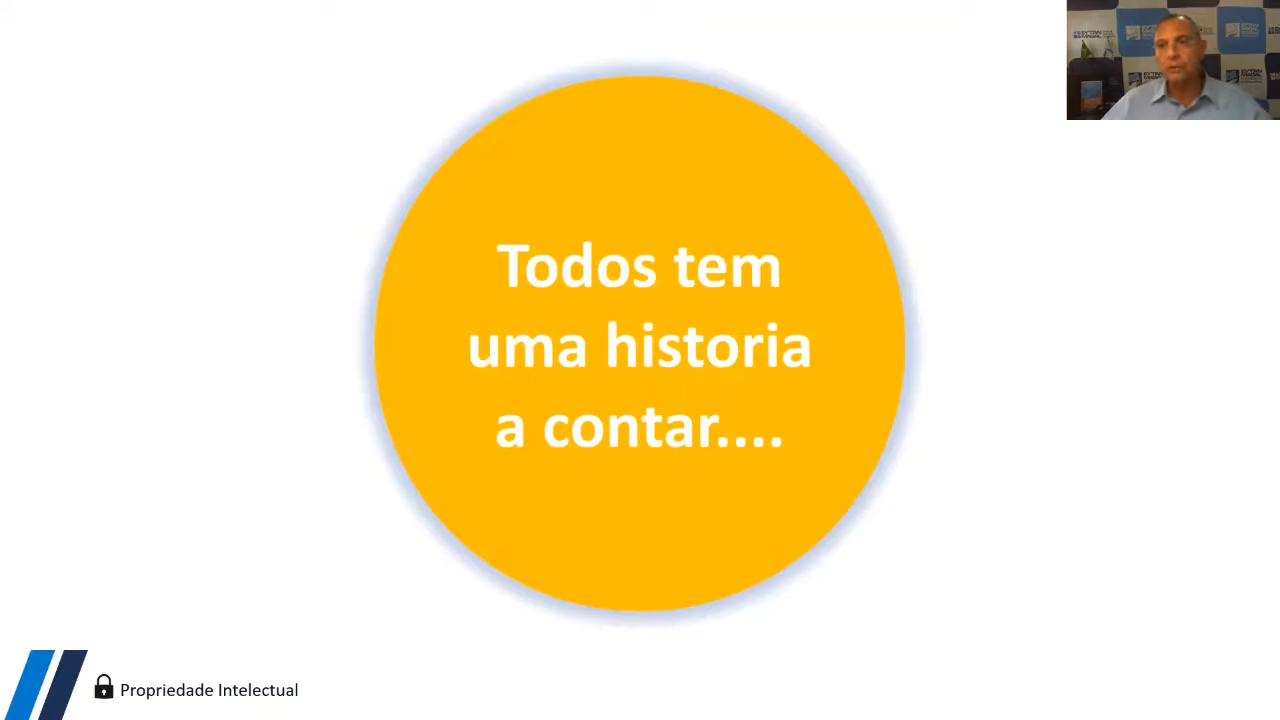 Todos tem
uma historia
a contar....
Propriedade Intelectual